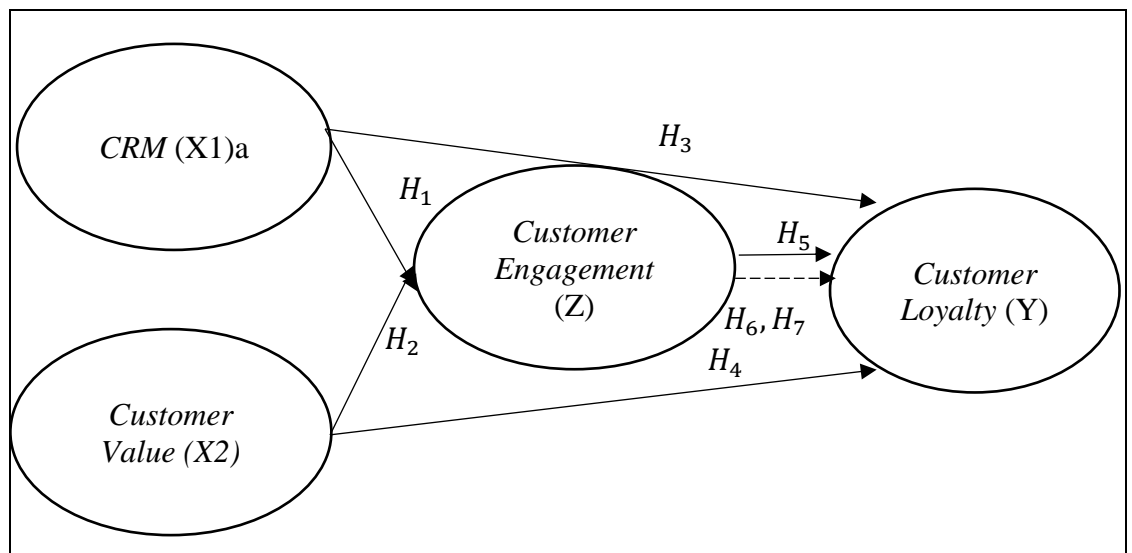 CRM (X1)a
H₃
H₁
Customer
Engagement
(Z)
H₅
Customer
Loyalty (Y)
H₆, H₇
H₂
H₄
Customer
Value (X2)